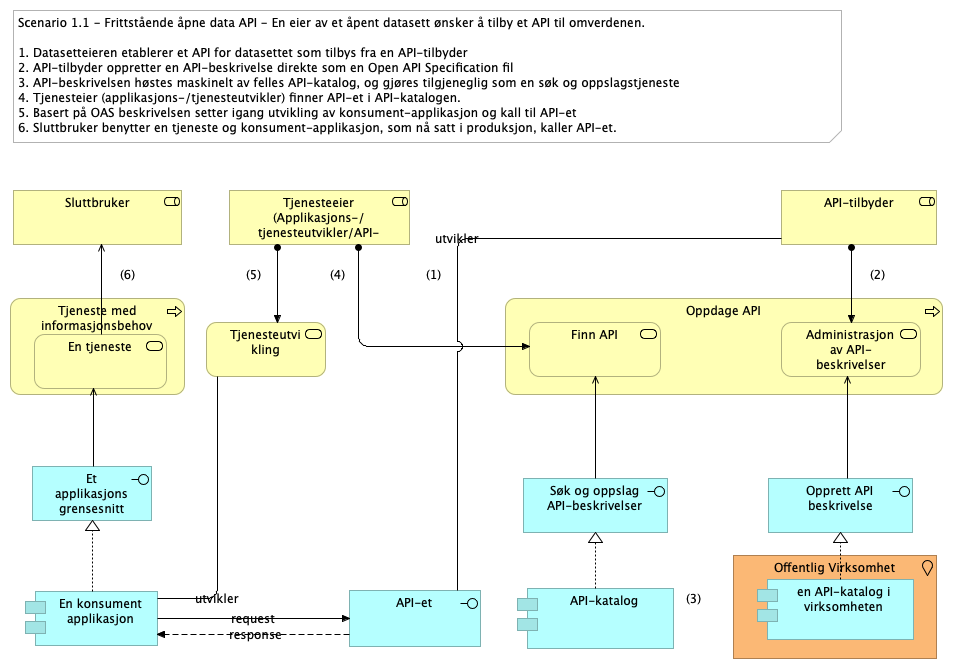 Scenario 1.1 - Frittstående åpne data API - En eier av et åpent datasett ønsker å tilby et API til omverdenen.
1. Datasetteieren etablerer et API for datasettet som tilbys fra en API-tilbyder
2. API-tilbyder oppretter en API-beskrivelse direkte som en Open API Specification fil
3. API-beskrivelsen høstes maskinelt av felles API-katalog, og gjøres tilgjeneglig som en søk og oppslagstjeneste
4. Tjenesteier (applikasjons-/tjenesteutvikler) finner API-et i API-katalogen.
5. Basert på OAS beskrivelsen setter igang utvikling av konsument-applikasjon og kall til API-et
6. Sluttbruker benytter en tjeneste og konsument-applikasjon, som nå satt i produksjon, kaller API-et.
Sluttbruker
Tjenesteeier
(Applikasjons-/
tjenesteutvikler/API-
API-tilbyder
utvikler
(6)
(5)
(4)
(1)
(2)
Tjeneste med
informasjonsbehov
En tjeneste
Tjenesteutvi
kling
Oppdage API
Finn API
Administrasjon
av API-
beskrivelser
Et
applikasjons
grensesnitt
Søk og oppslag
API-beskrivelser
Opprett API
beskrivelse
Offentlig Virksomhet
en API-katalog i
virksomheten
En konsument
applikasjon
utvikler
request
response
API-et
API-katalog
(3)